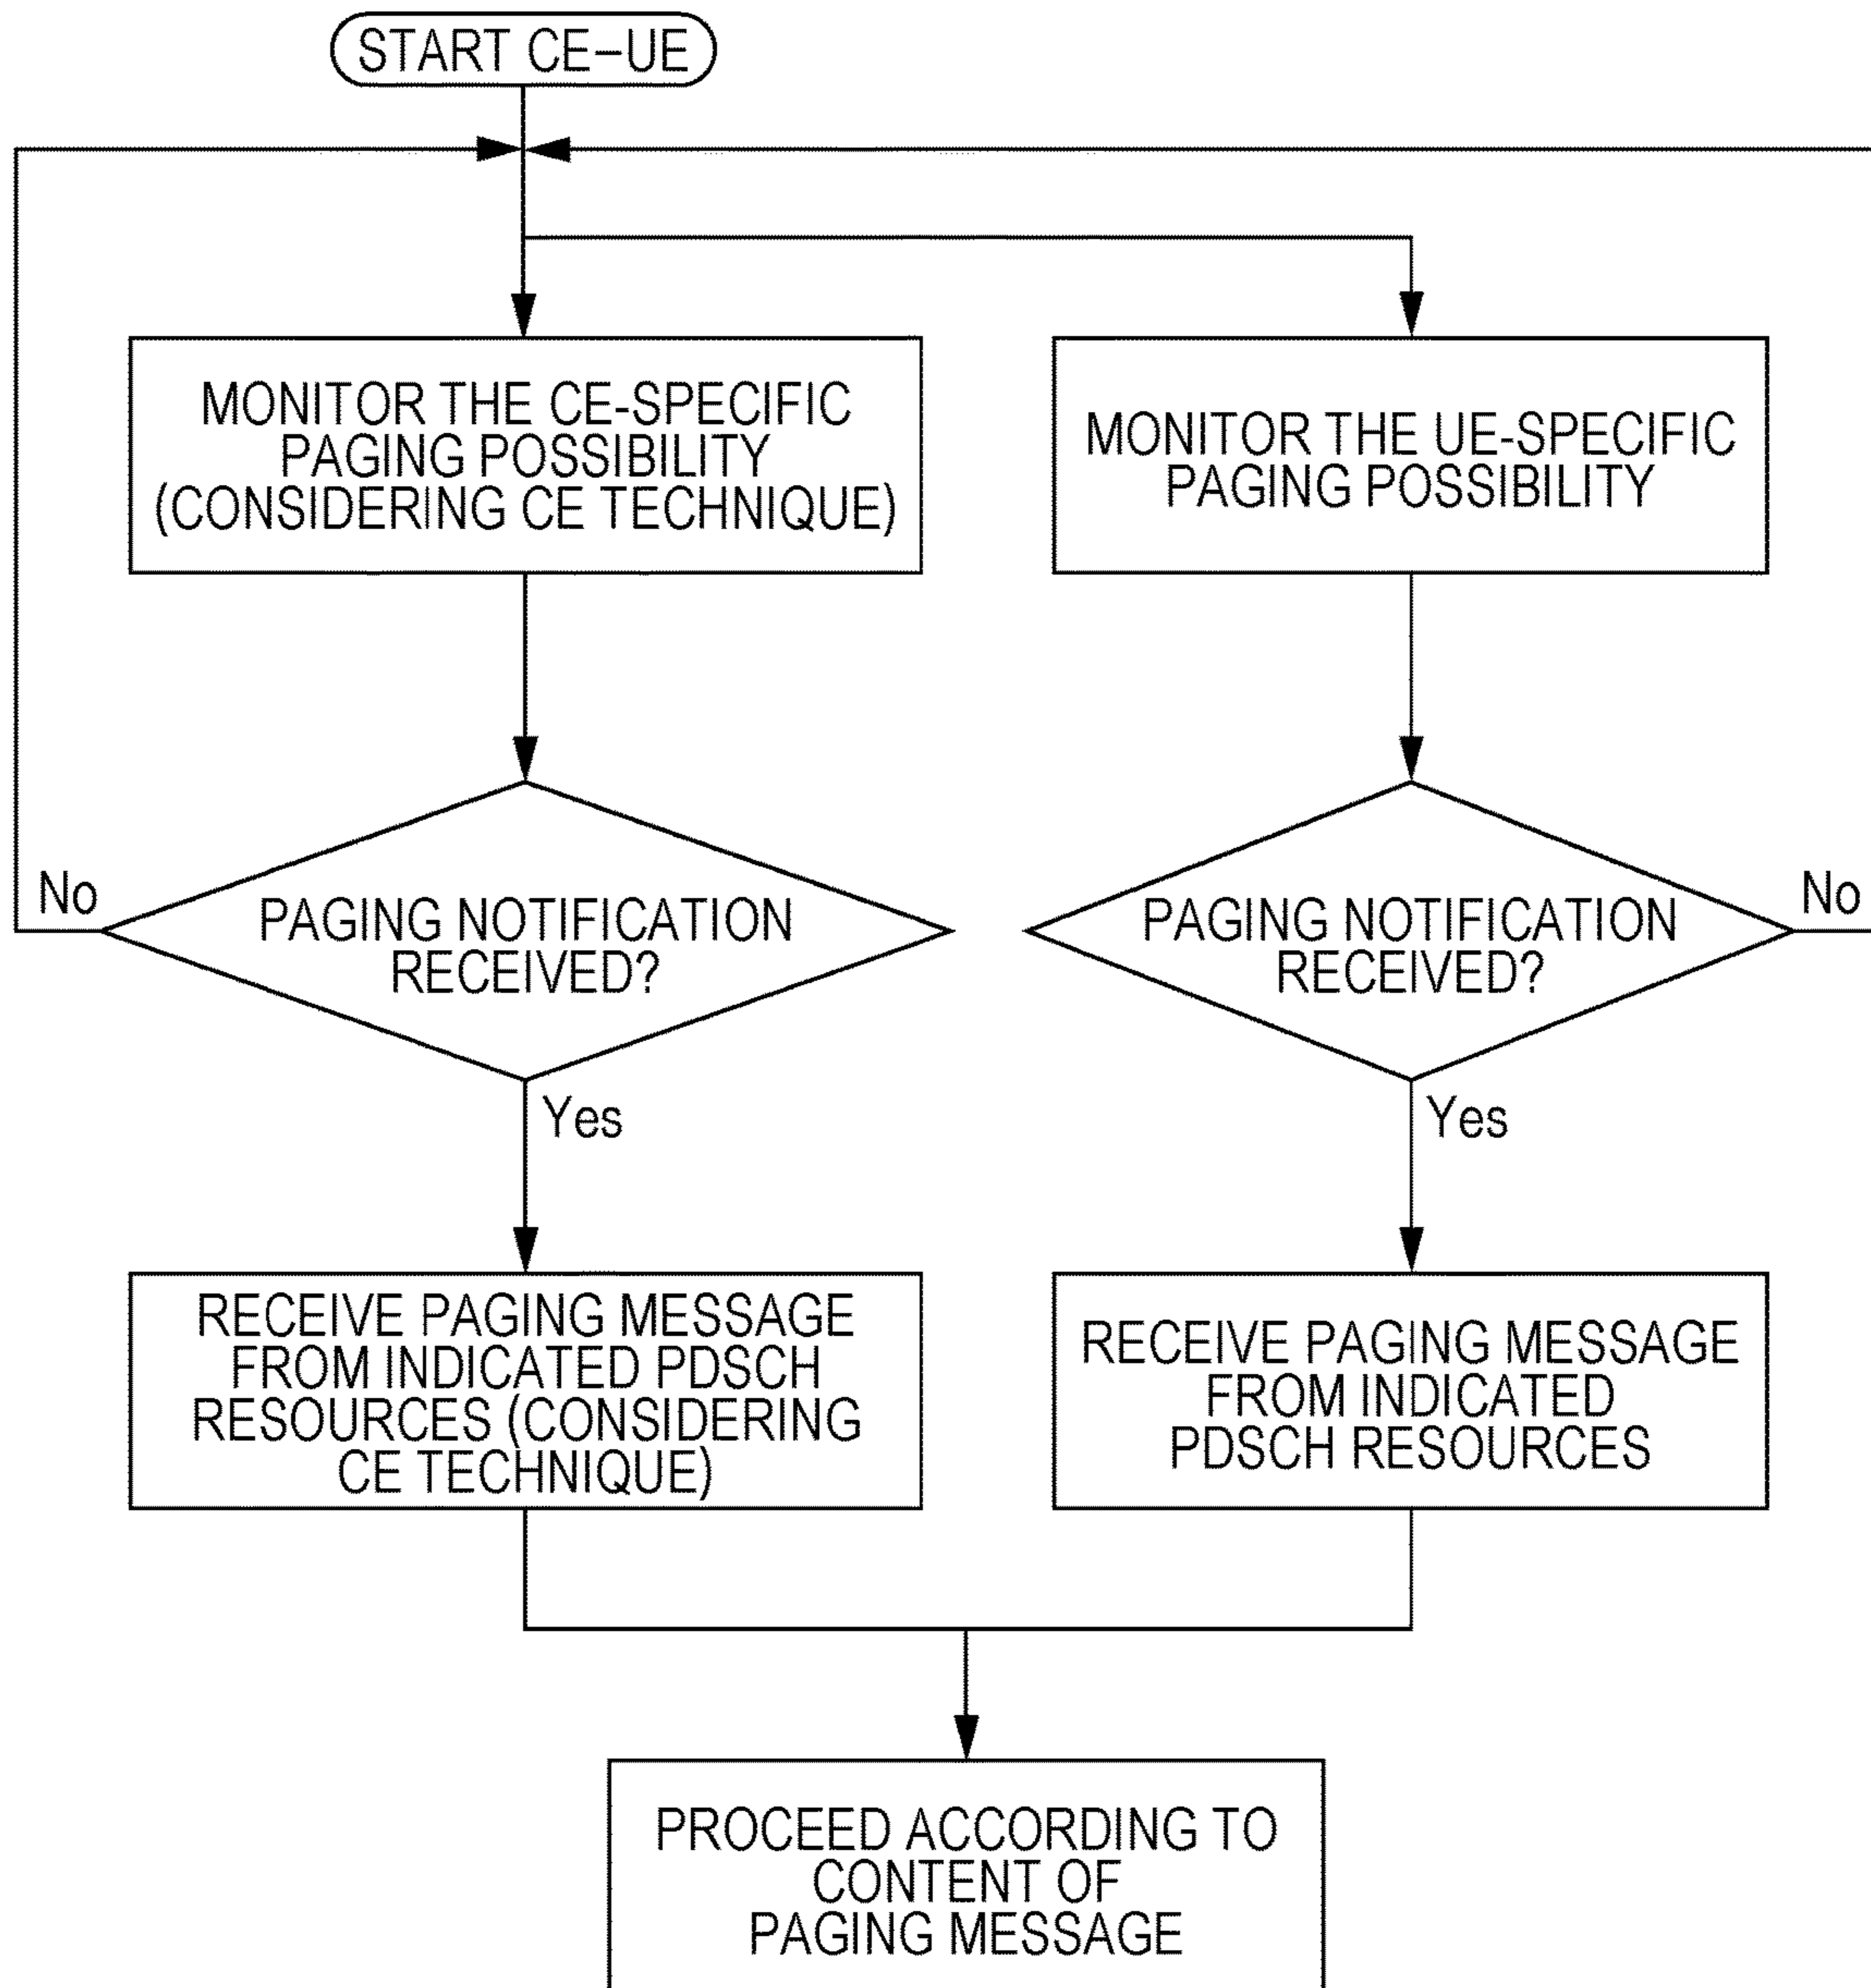 START CE–UE
MONITOR THE CE-SPECIFIC
PAGING POSSIBILITY
(CONSIDERING CE TECHNIQUE)
MONITOR THE UE-SPECIFIC
PAGING POSSIBILITY
No
PAGING NOTIFICATION
RECEIVED?
PAGING NOTIFICATION
RECEIVED?
No
Yes
Yes
RECEIVE PAGING MESSAGE
FROM INDICATED PDSCH
RESOURCES (CONSIDERING
CE TECHNIQUE)
RECEIVE PAGING MESSAGE
FROM INDICATED
PDSCH RESOURCES
PROCEED ACCORDING TO
CONTENT OF
PAGING MESSAGE